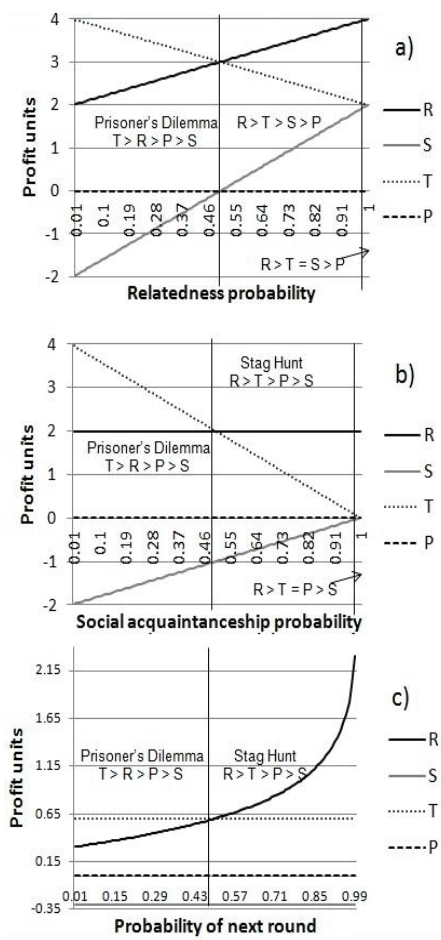 4
a)
3
2
Prisoner's Dilemma R > T > S > P
T > R > P > S
1
0
-1
-2
Profit units
0.01 0.1 0.19 0.28 0.37 0.46 0.55 0.64 0.73 0.82 0.91 1
R > T = S > P
Relatedness probability
R
S
T
P
4
b)
3
2
1
0
-1
-2
Profit units
Stag Hunt
R > T > P > S
Prisoner's Dilemma
T > R > P > S
0.01 0.1 0.19 0.28 0.37 0.46 0.55 0.64 0.73 0.82 0.91 1
R > T = P > S
Social acquaintanceship probability
R
S
T
P
c)
2.15
1.65
1.15
0.65
0.15
-0.35
Profit units
Prisoner's Dilemma Stag Hunt
T > R > P > S R > T > P > S
0.01 0.15 0.29 0.43 0.57 0.71 0.85 0.99
Probability of next round
R
S
T
P